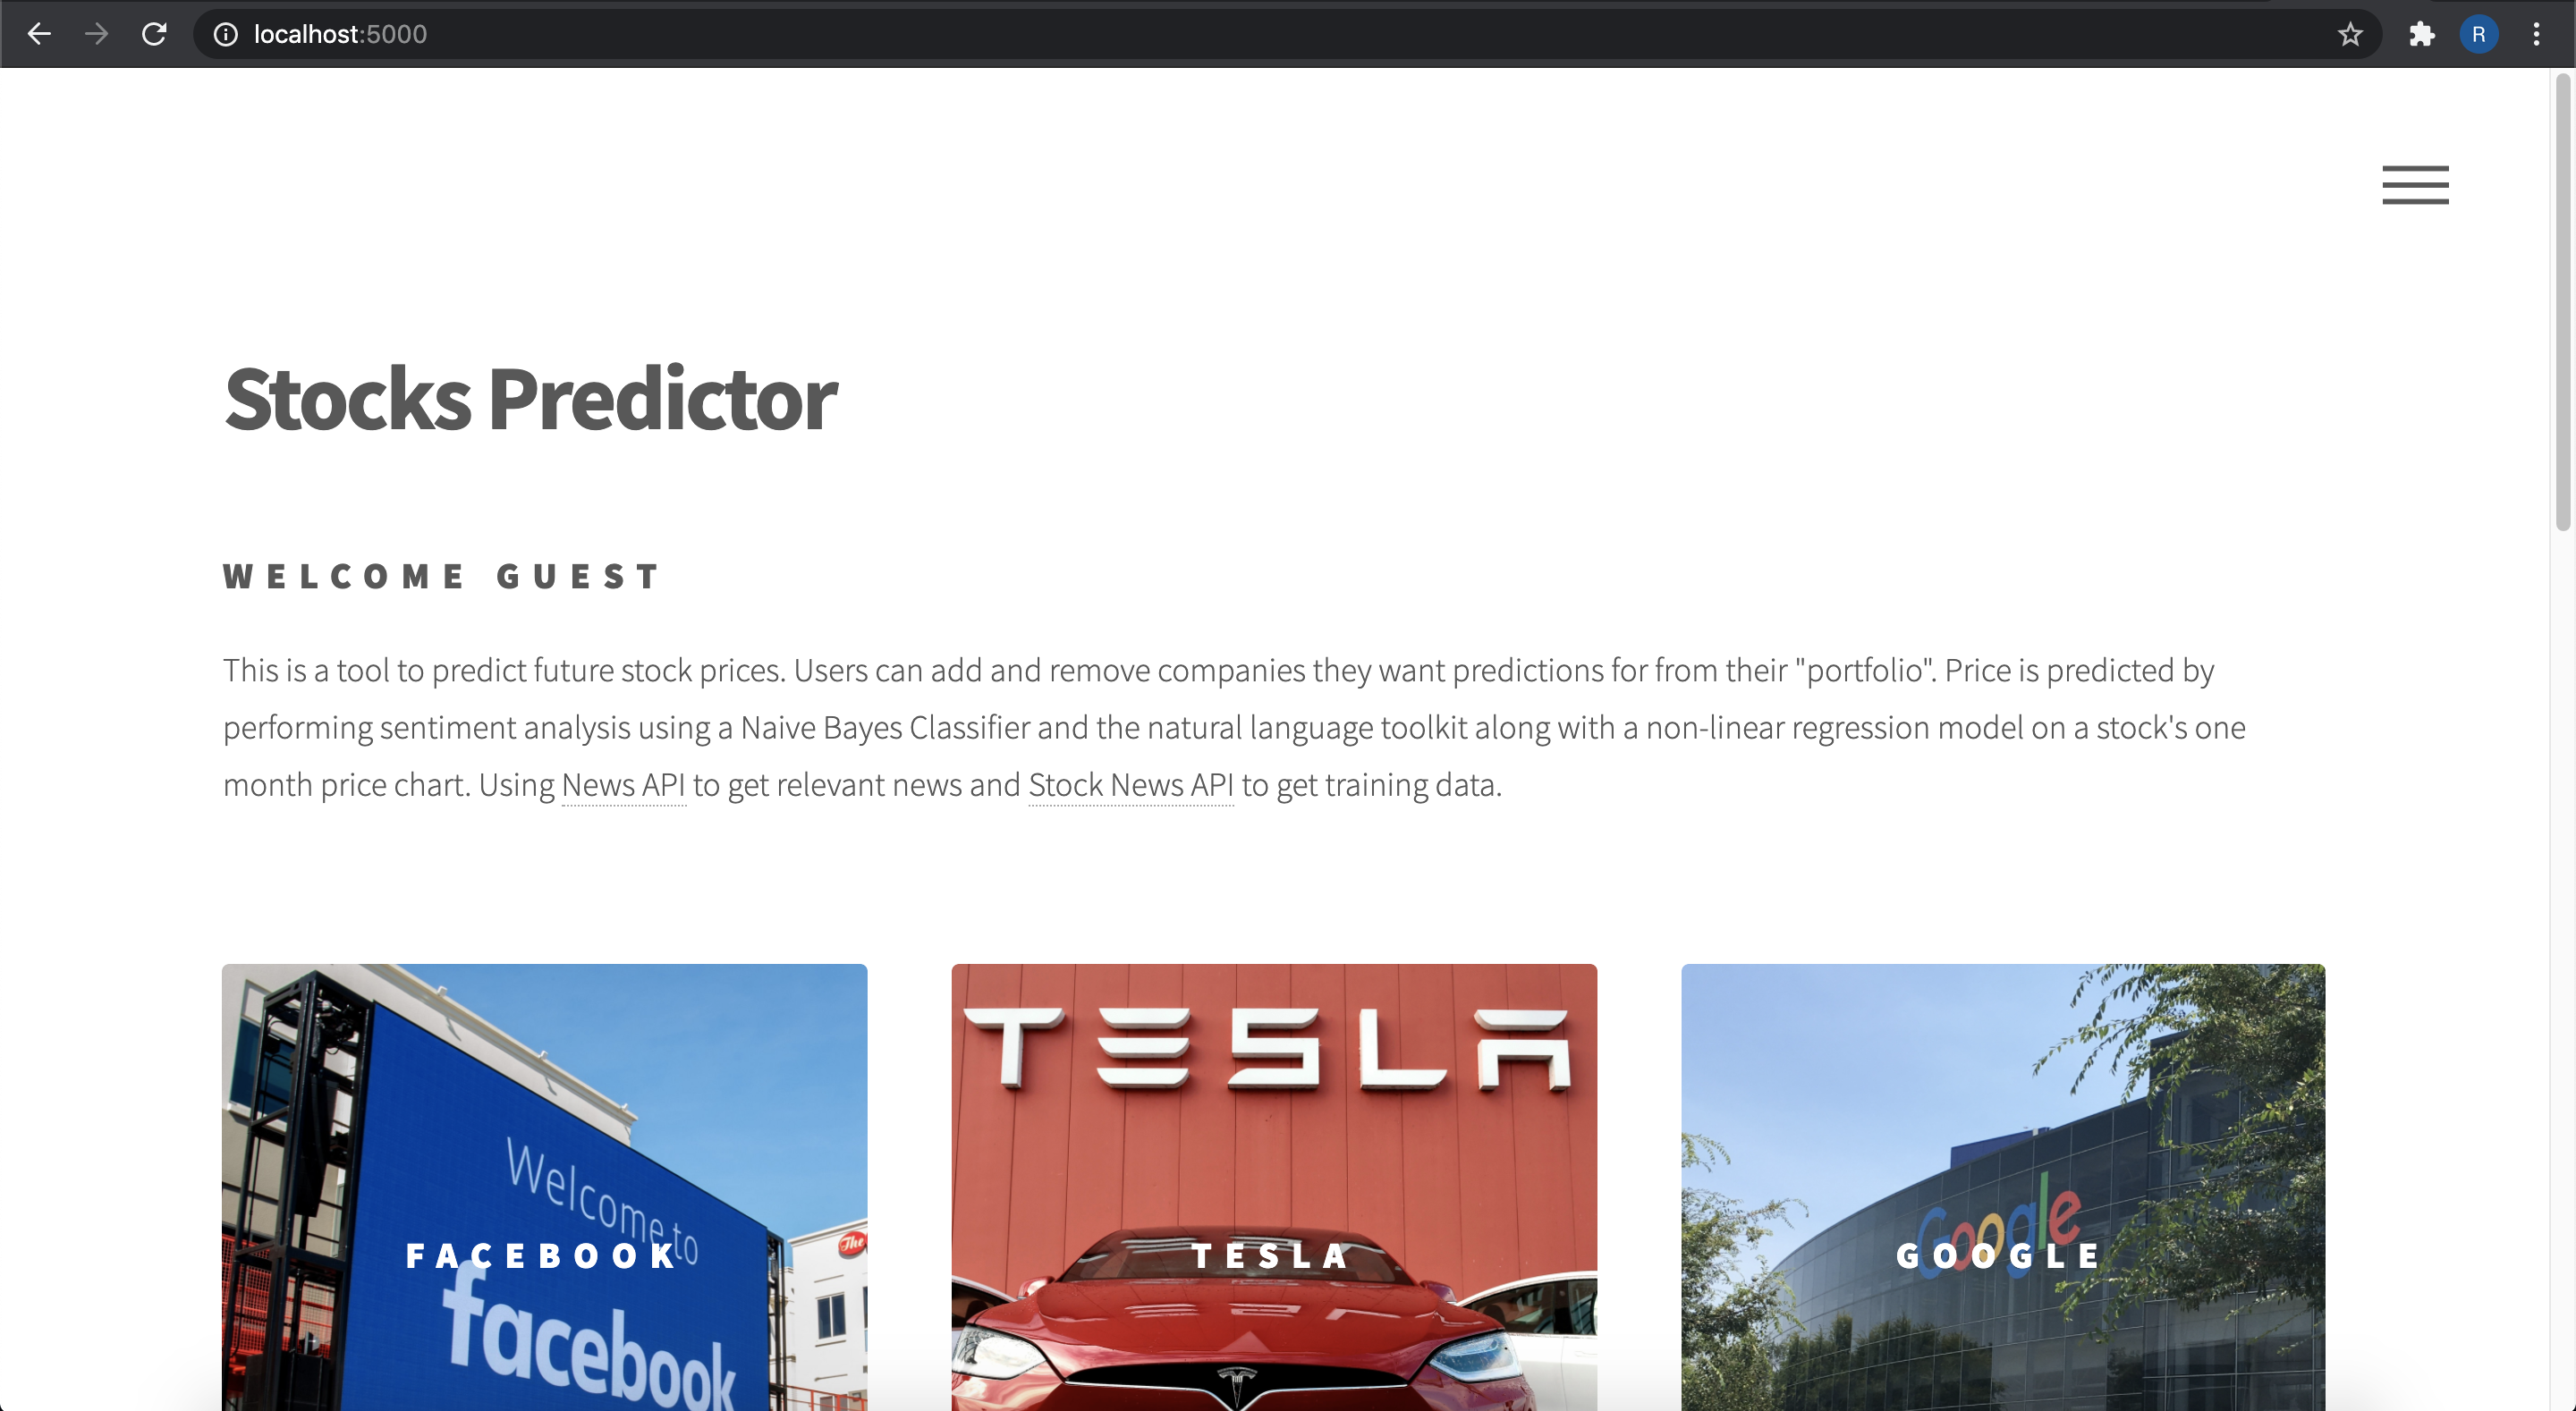 localhost:5000
R
Stocks Predictor
WELCOME GUEST
This is a tool to predict future stock prices. Users can add and remove companies they want predictions for from their "portfolio". Price is predicted by
performing sentiment analysis using a Naive Bayes Classifier and the natural language toolkit along with a non-linear regression model on a stock's one
month price chart. Using News API to get relevant news and Stock News API to get training data.
Welcome to
FACEBOOK
facebook
The
TESLA
TESLA
Google
GOOGLE